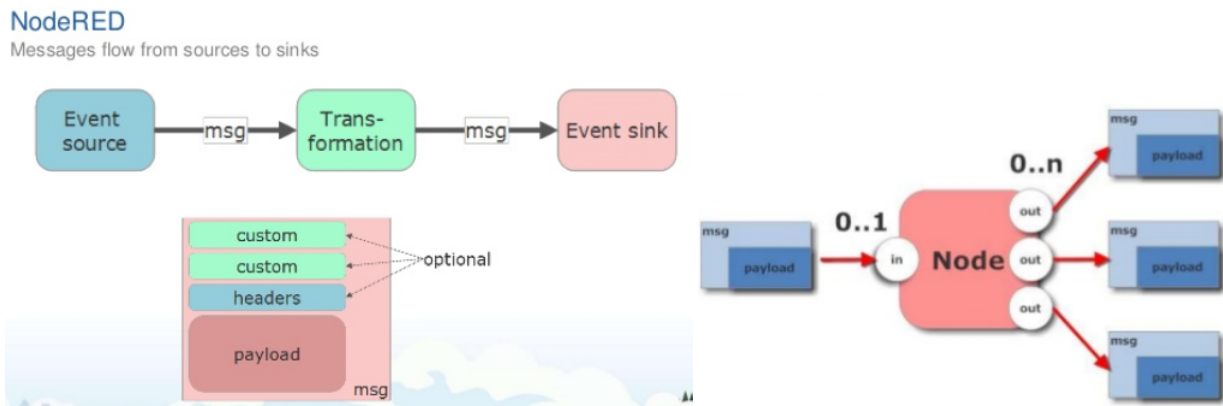 NodeRED
Messages flow from sources to sinks
Event
source
msg
Trans-
formation
msg
Event sink
custom
custom
headers
payload
msg
optional
msg
payload
0..1
in
Node
0..n
out
out
out
msg
payload
msg
payload
msg
payload